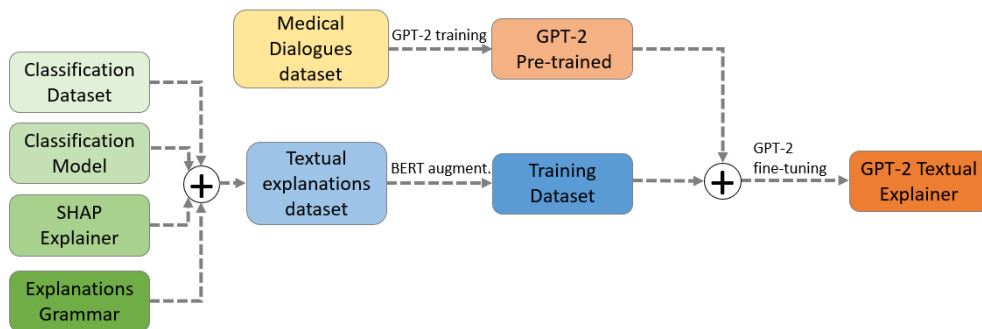 Medical
Dialogues
dataset
GPT-2 training
GPT-2
Pre-trained
Classification
Dataset
Classification
Model
SHAP
Explainer
Explanations
Grammar
+
Textual
explanations
dataset
BERT augment.
Training
Dataset
+
GPT-2
fine-tuning
GPT-2 Textual
Explainer